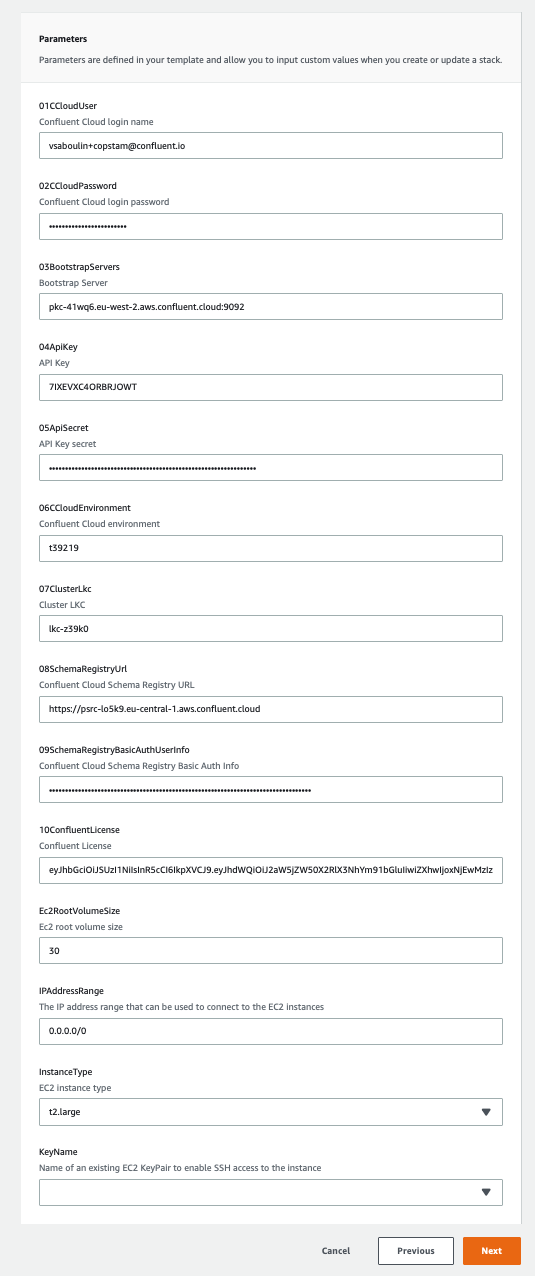 Parameters
Parameters are defined in your template and allow you to input custom values when you create or update a stack.
01CCloudUser
Confluent Cloud login name
vsaboulin+copstam@confluent.io
02CCloudPassword
Confluent Cloud login password
••••••••••••••••••••••••
03BootstrapServers
Bootstrap Server
pkc-41wq6.eu-west-2.aws.confluent.cloud:9092
04ApiKey
API Key
7IXEVXC4ORBRJOWT
05ApiSecret
API Key secret
••••••••••••••••••••••••••••••••••••••••••••••••••••••••••••••••
06CCloudEnvironment
Confluent Cloud environment
t39219
07ClusterLkc
Cluster LKC
lkc-z39k0
08SchemaRegistryUrl
Confluent Cloud Schema Registry URL
https://psrc-lo5k9.eu-central-1.aws.confluent.cloud
09SchemaRegistryBasicAuthUserInfo
Confluent Cloud Schema Registry Basic Auth Info
•••••••••••••••••••••••••••••••••••••••••••••••••••••••••••••••••••••••••••••••••
10ConfluentLicense
Confluent License
eyJhbGciOiJSUzI1NiIsInR5cCI6IkpXVCJ9.eyJhdWQiOiJ2aW5jZW50X2RlX3NhYm91bGluIiwiZXhwIjoxNjEwMzIz
Ec2RootVolumeSize
Ec2 root volume size
30
IPAddressRange
The IP address range that can be used to connect to the EC2 instances
0.0.0.0/0
InstanceType
EC2 instance type
t2.large
KeyName
Name of an existing EC2 KeyPair to enable SSH access to the instance
Cancel
Previous
Next